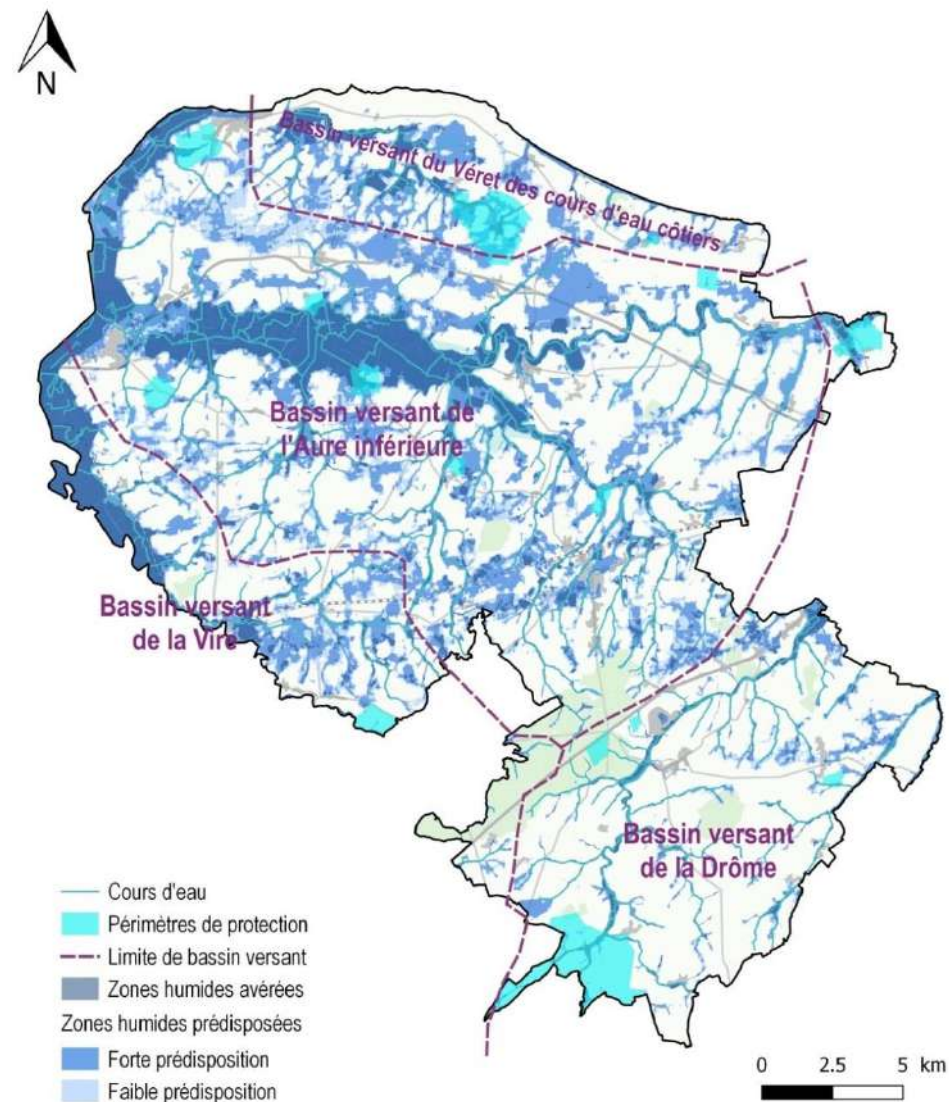 N
Bassin versant du Véret des cours d'eau côtiers
Bassin versant de
l'Aure inférieure
Bassin versant
de la Vire
Bassin versant
de la Drôme
Cours d'eau
Périmètres de protection
Limite de bassin versant
Zones humides avérées
Zones humides prédisposées
Forte prédisposition
Faible prédisposition
0 2.5 5 km